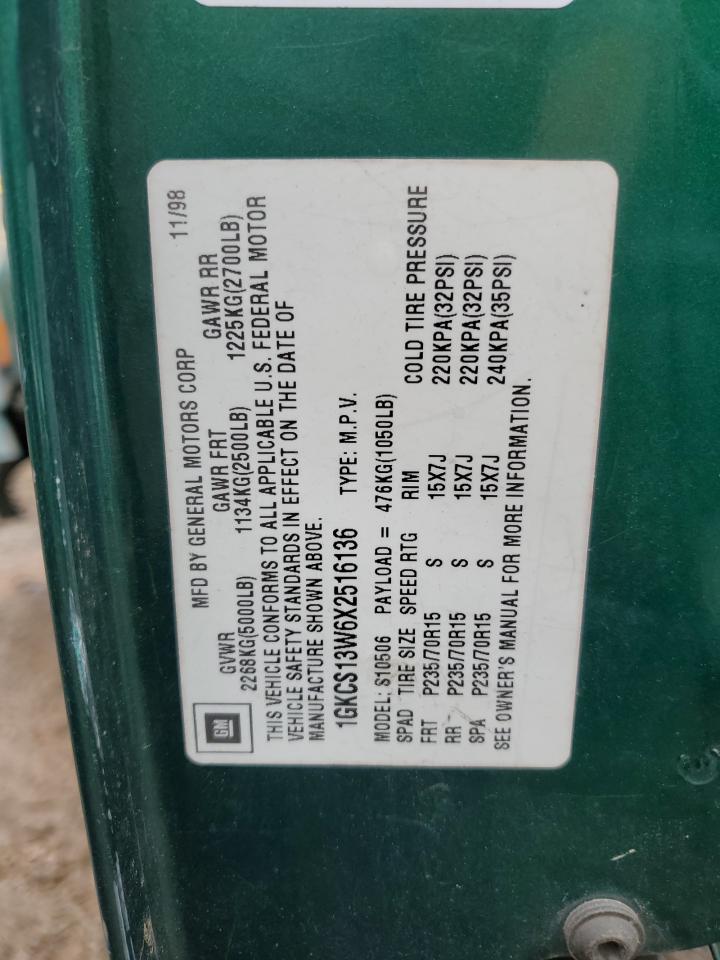 MFD BY GENERAL MOTORS CORP 11/98
GVWR GAWR FRT GAWR RR
2268KG(5000LB) 1134KG(2500LB) 1225KG(2700LB)
THIS VEHICLE CONFORMS TO ALL APPLICABLE U.S. FEDERAL MOTOR
VEHICLE SAFETY STANDARDS IN EFFECT ON THE DATE OF
MANUFACTURE SHOWN ABOVE.
GM
1GKCS13W6X2516136 TYPE: M.P.V.
MODEL: S10506 PAYLOAD = 476KG(1050LB)
SPAD TIRE SIZE SPEED RTG RIM COLD TIRE PRESSURE
FRT P235/70R15 S 15X7J 220KPA(32PSI)
RR P235/70R15 S 15X7J 220KPA(32PSI)
SPA P235/70R15 S 15X7J 240KPA(35PSI)
SEE OWNER'S MANUAL FOR MORE INFORMATION.